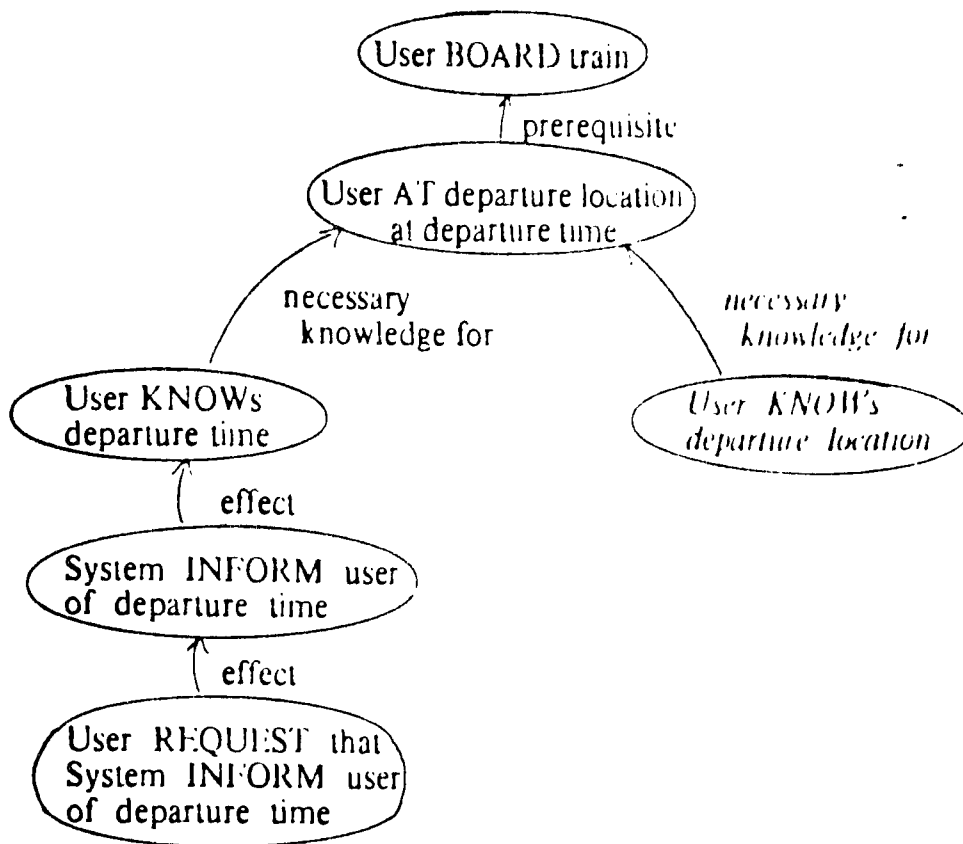 User BOARD train
prerequisite
User AT departure location
at departure time
necessary
knowledge for
necessary
knowledge for
User KNOWs
departure time
User KNOWs
departure location
effect
System INFORM user
of departure time
effect
User REQUEST that
System INFORM user
of departure time